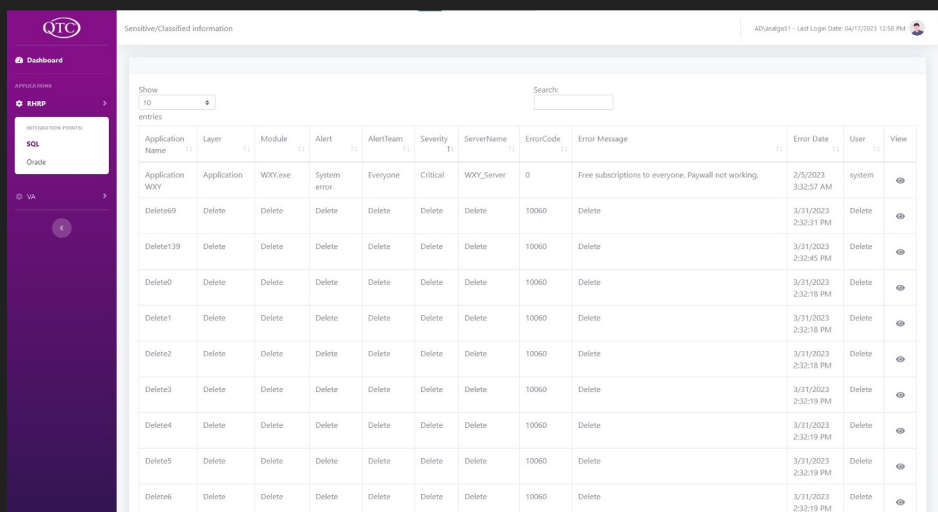 QTC
Sensitive/Classified information
AD\asalgx31 - Last Login Date: 04/17/2023 12:58 PM
Dashboard
APPLICATIONS
RHRP
INTEGRATION POINTS:
SQL
Oracle
VA
Show
10
entries
Search:
Application Name Layer Module Alert AlertTeam Severity ServerName ErrorCode Error Message Error Date User View
Application WXY Application WXY.exe System error Everyone Critical WXY_Server 0 Free subscriptions to everyone. Paywall not working. 2/5/2023 3:32:57 AM system
Delete69 Delete Delete Delete Delete Delete Delete 10060 Delete 3/31/2023 2:32:31 PM Delete
Delete139 Delete Delete Delete Delete Delete Delete 10060 Delete 3/31/2023 2:32:45 PM Delete
Delete0 Delete Delete Delete Delete Delete Delete 10060 Delete 3/31/2023 2:32:18 PM Delete
Delete1 Delete Delete Delete Delete Delete Delete 10060 Delete 3/31/2023 2:32:18 PM Delete
Delete2 Delete Delete Delete Delete Delete Delete 10060 Delete 3/31/2023 2:32:18 PM Delete
Delete3 Delete Delete Delete Delete Delete Delete 10060 Delete 3/31/2023 2:32:19 PM Delete
Delete4 Delete Delete Delete Delete Delete Delete 10060 Delete 3/31/2023 2:32:19 PM Delete
Delete5 Delete Delete Delete Delete Delete Delete 10060 Delete 3/31/2023 2:32:19 PM Delete
Delete6 Delete Delete Delete Delete Delete Delete 10060 Delete 3/31/2023 2:32:19 PM Delete